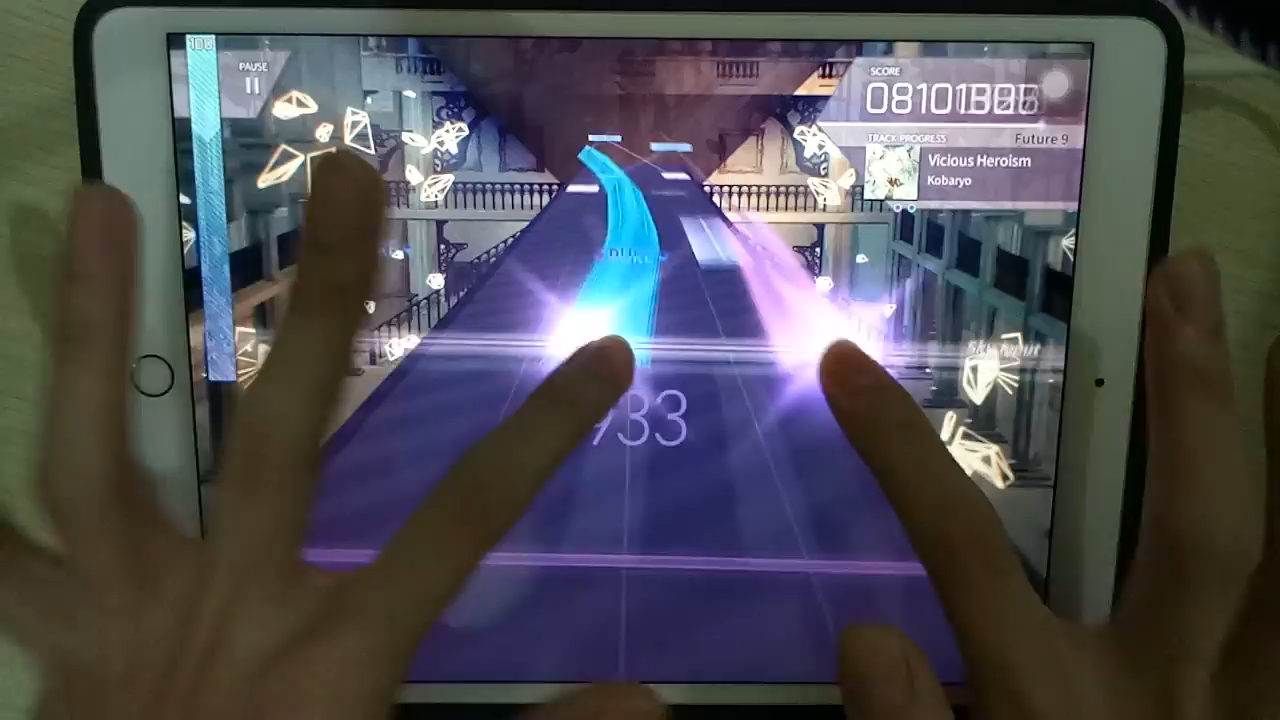 100
PAUSE
SCORE
TRACK PROGRESS
Future 9
Vicious Heroism
Kobaryo
933